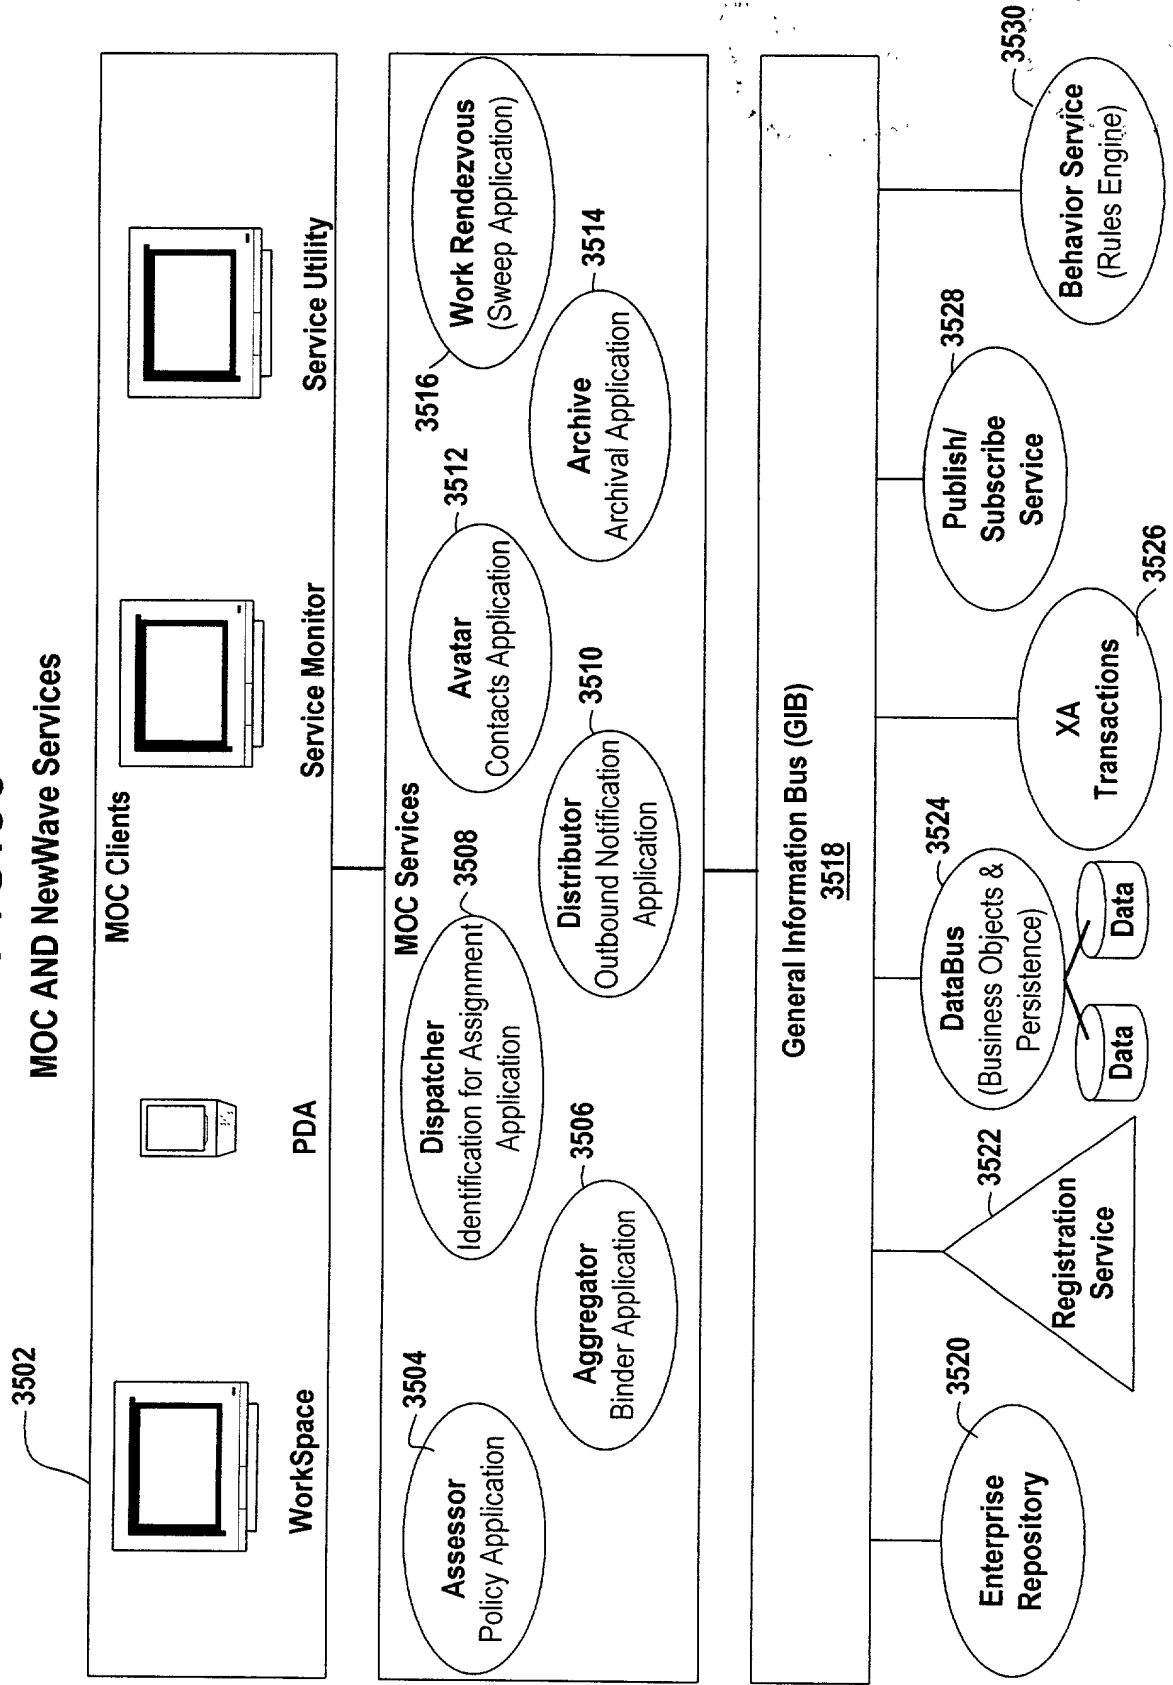 MOC AND NewWave Services
3502
MOC Clients
WorkSpace
PDA
Service Monitor
Service Utility
MOC Services
3504
Assessor
Policy Application
3506
Aggregator
Binder Application
3508
Dispatcher
Identification for Assignment
Application
3510
Distributor
Outbound Notification
Application
3512
Avatar
Contacts Application
3514
Archive
Archival Application
3516
Work Rendezvous
(Sweep Application)
General Information Bus (GIB)
3518
3520
Enterprise
Repository
3522
Registration
Service
3524
DataBus
(Business Objects &
Persistence)
Data
Data
3526
XA
Transactions
3528
Publish/
Subscribe
Service
3530
Behavior Service
(Rules Engine)